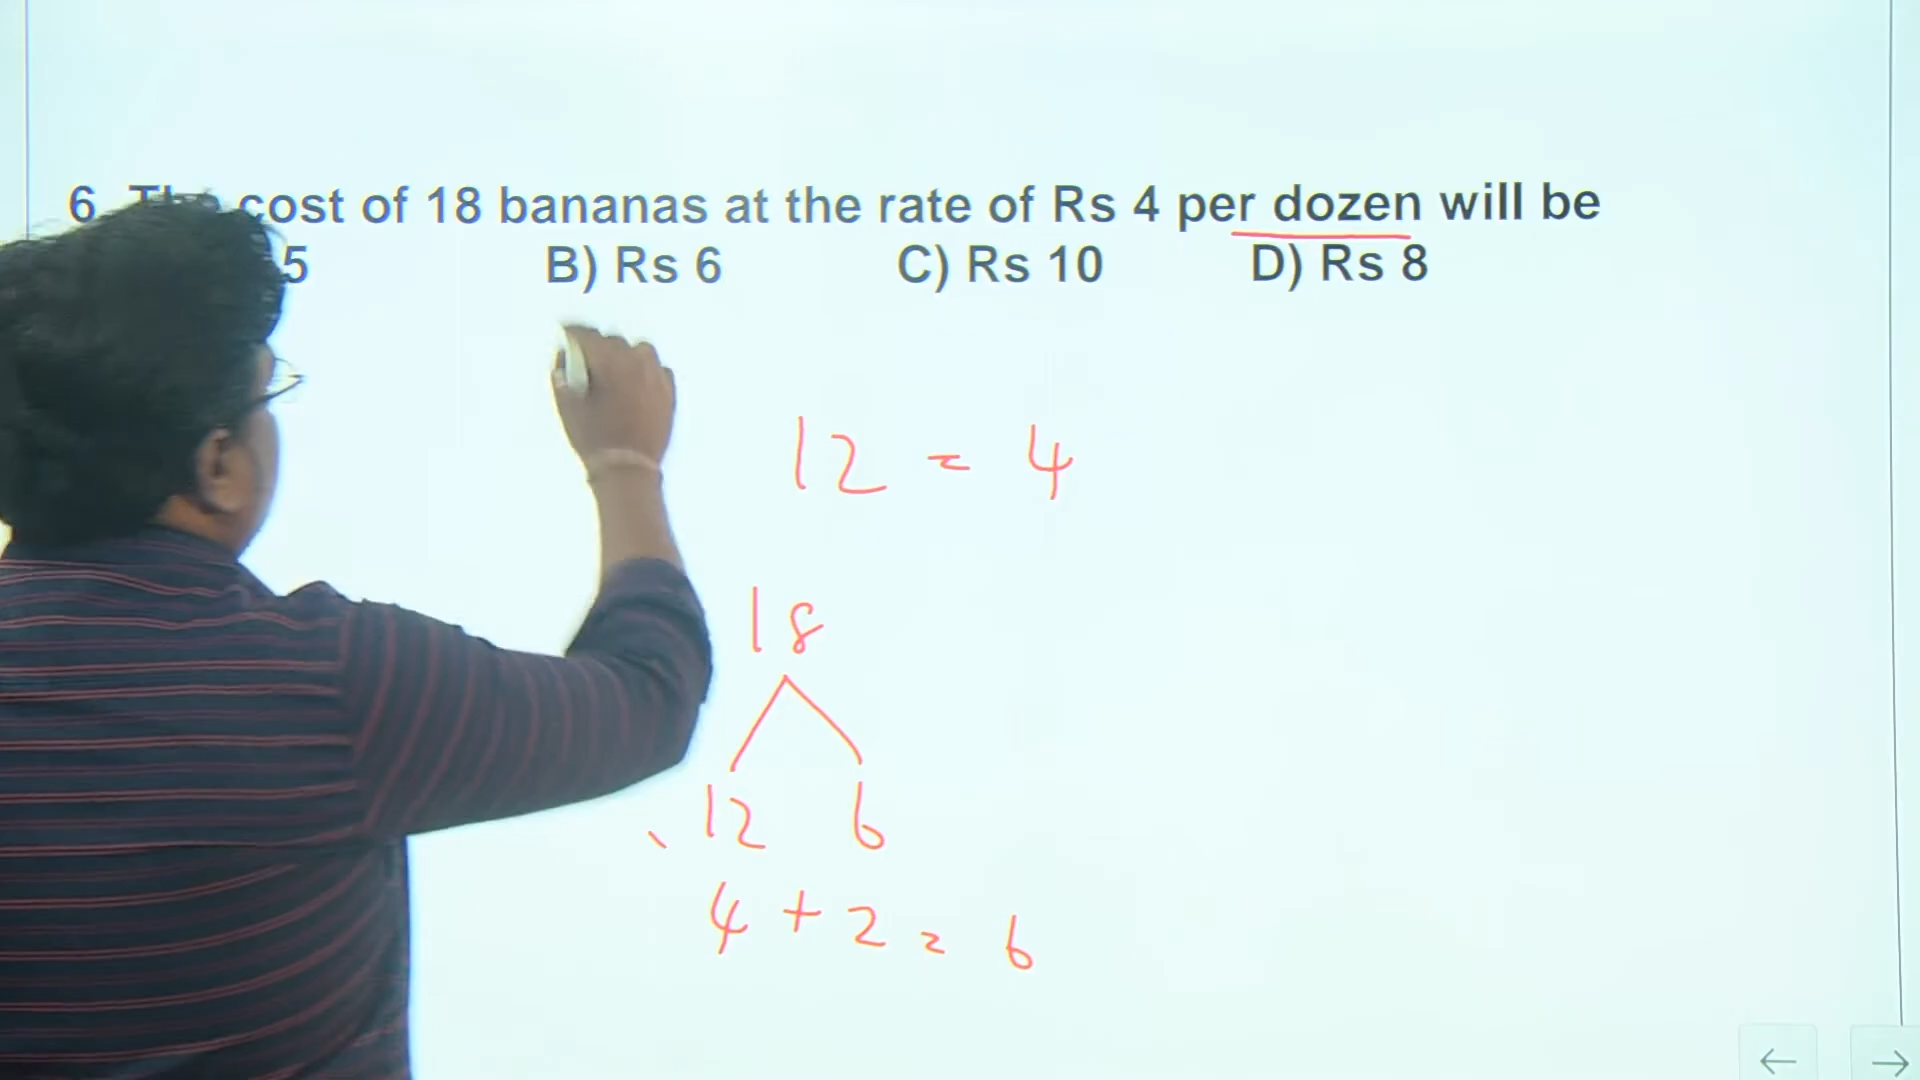 6 cost of 18 bananas at the rate of Rs 4 per dozen will be
5 B) Rs 6 C) Rs 10 D) Rs 8
12 = 4
18
12 6
4 + 2 = 6